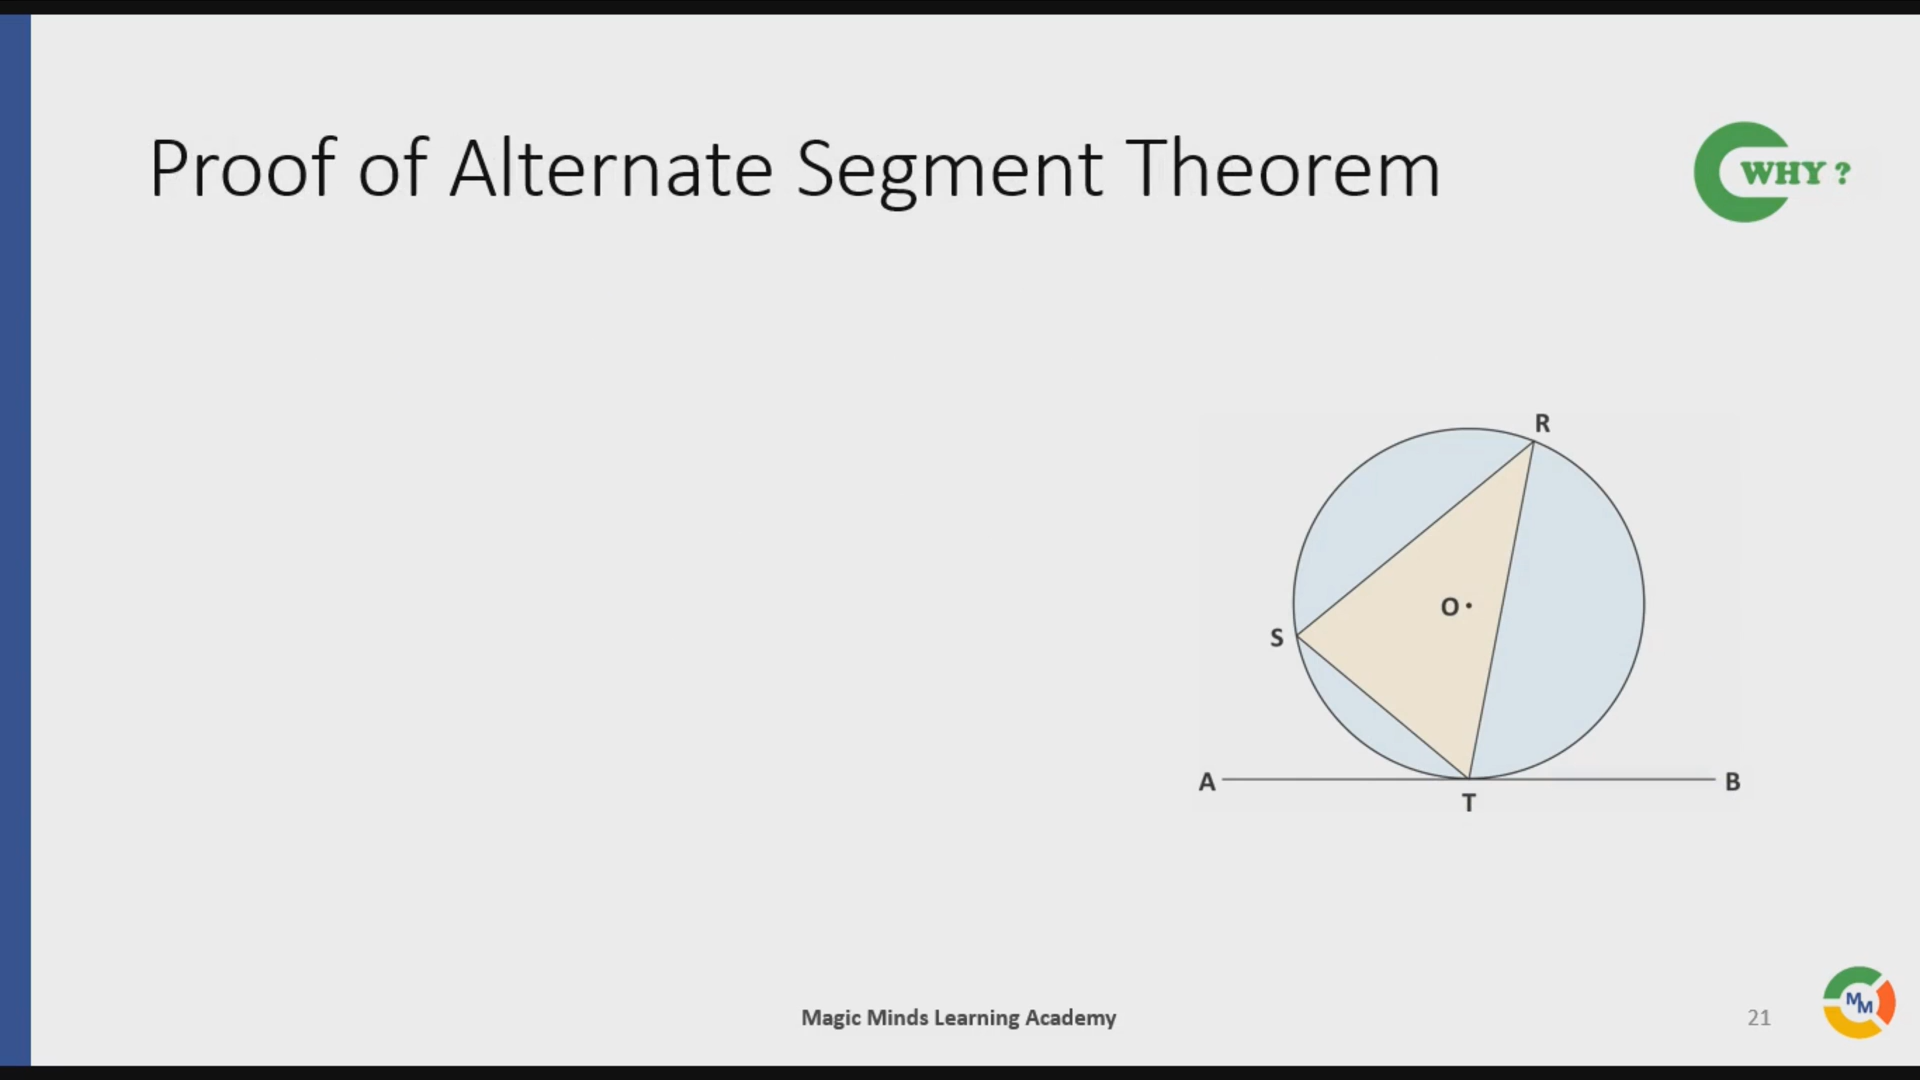 Proof of Alternate Segment Theorem
WHY ?
R
O
S
A
B
T
Magic Minds Learning Academy
21
MM